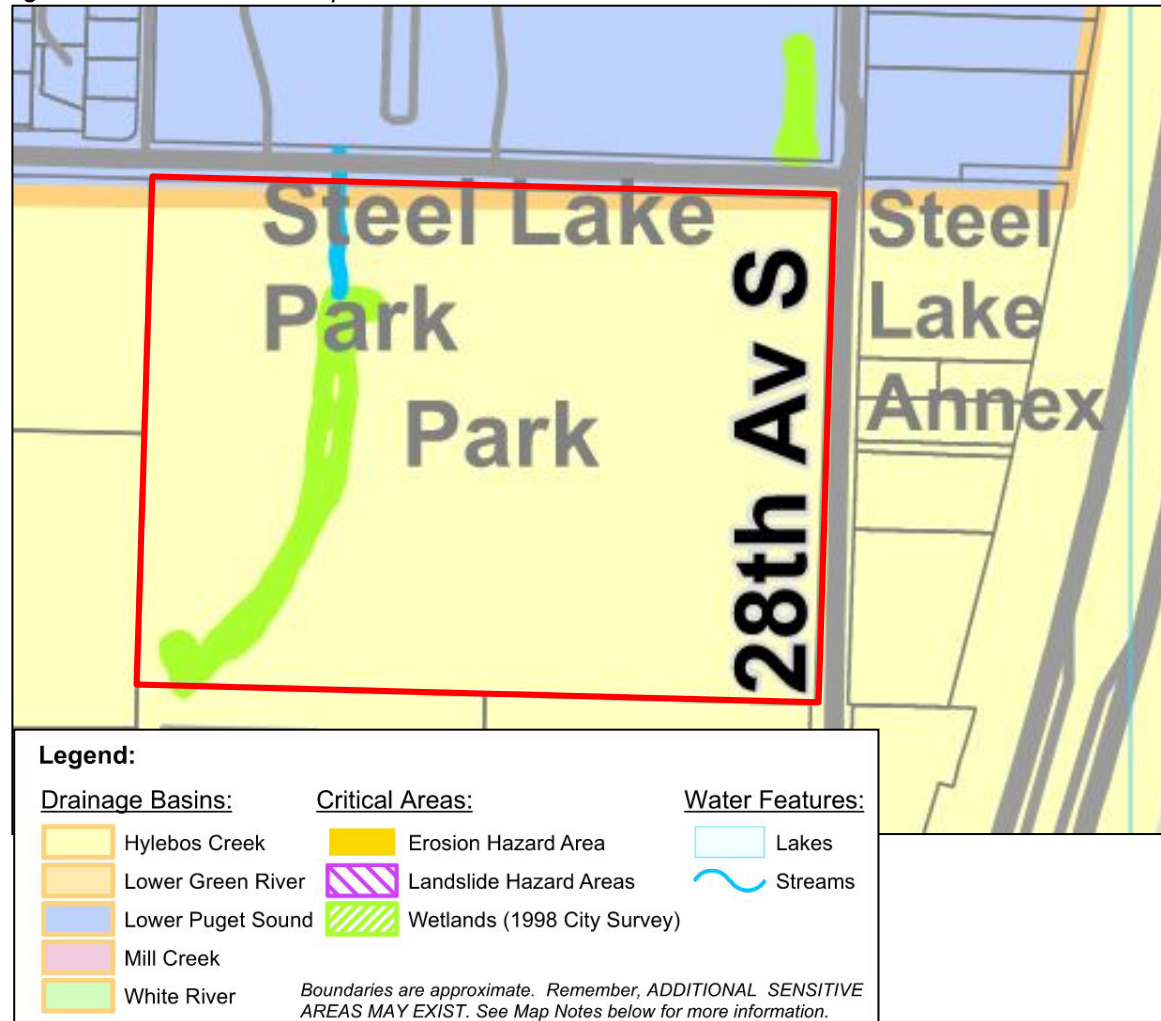 Steel Lake
Park
Park
28th Av S
Steel
Lake
Annex
Legend:
Drainage Basins:
Hylebos Creek
Lower Green River
Lower Puget Sound
Mill Creek
White River
Critical Areas:
Erosion Hazard Area
Landslide Hazard Areas
Wetlands (1998 City Survey)
Water Features:
Lakes
Streams
Boundaries are approximate. Remember, ADDITIONAL SENSITIVE
AREAS MAY EXIST. See Map Notes below for more information.